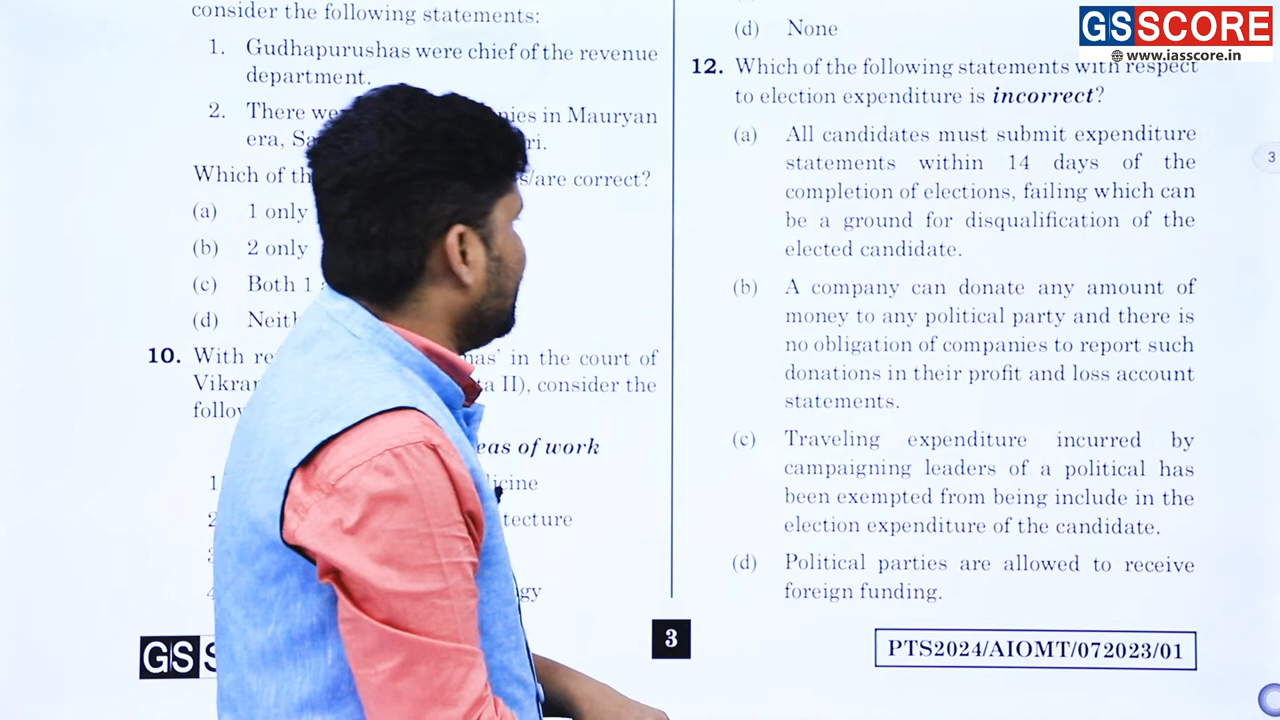 consider the following statements:
1. Gudhapurushas were chief of the revenue
department.
2. There we nies in Mauryan
era, Sa ri.
Which of th s/are correct?
(a) 1 only
(b) 2 only
(c) Both 1
(d) Neith
10. With re nas' in the court of
Vikra ta II), consider the
follo
eas of work
1 icine
2 tecture
3
4 gy
GS S
3
(d) None
12. Which of the following statements with respect
to election expenditure is incorrect?
(a) All candidates must submit expenditure
statements within 14 days of the
completion of elections, failing which can
be a ground for disqualification of the
elected candidate.
(b) A company can donate any amount of
money to any political party and there is
no obligation of companies to report such
donations in their profit and loss account
statements.
(c) Traveling expenditure incurred by
campaigning leaders of a political has
been exempted from being include in the
election expenditure of the candidate.
(d) Political parties are allowed to receive
foreign funding.
PTS2024/AIOMT/072023/01
GSSCORE
www.iasscore.in
3